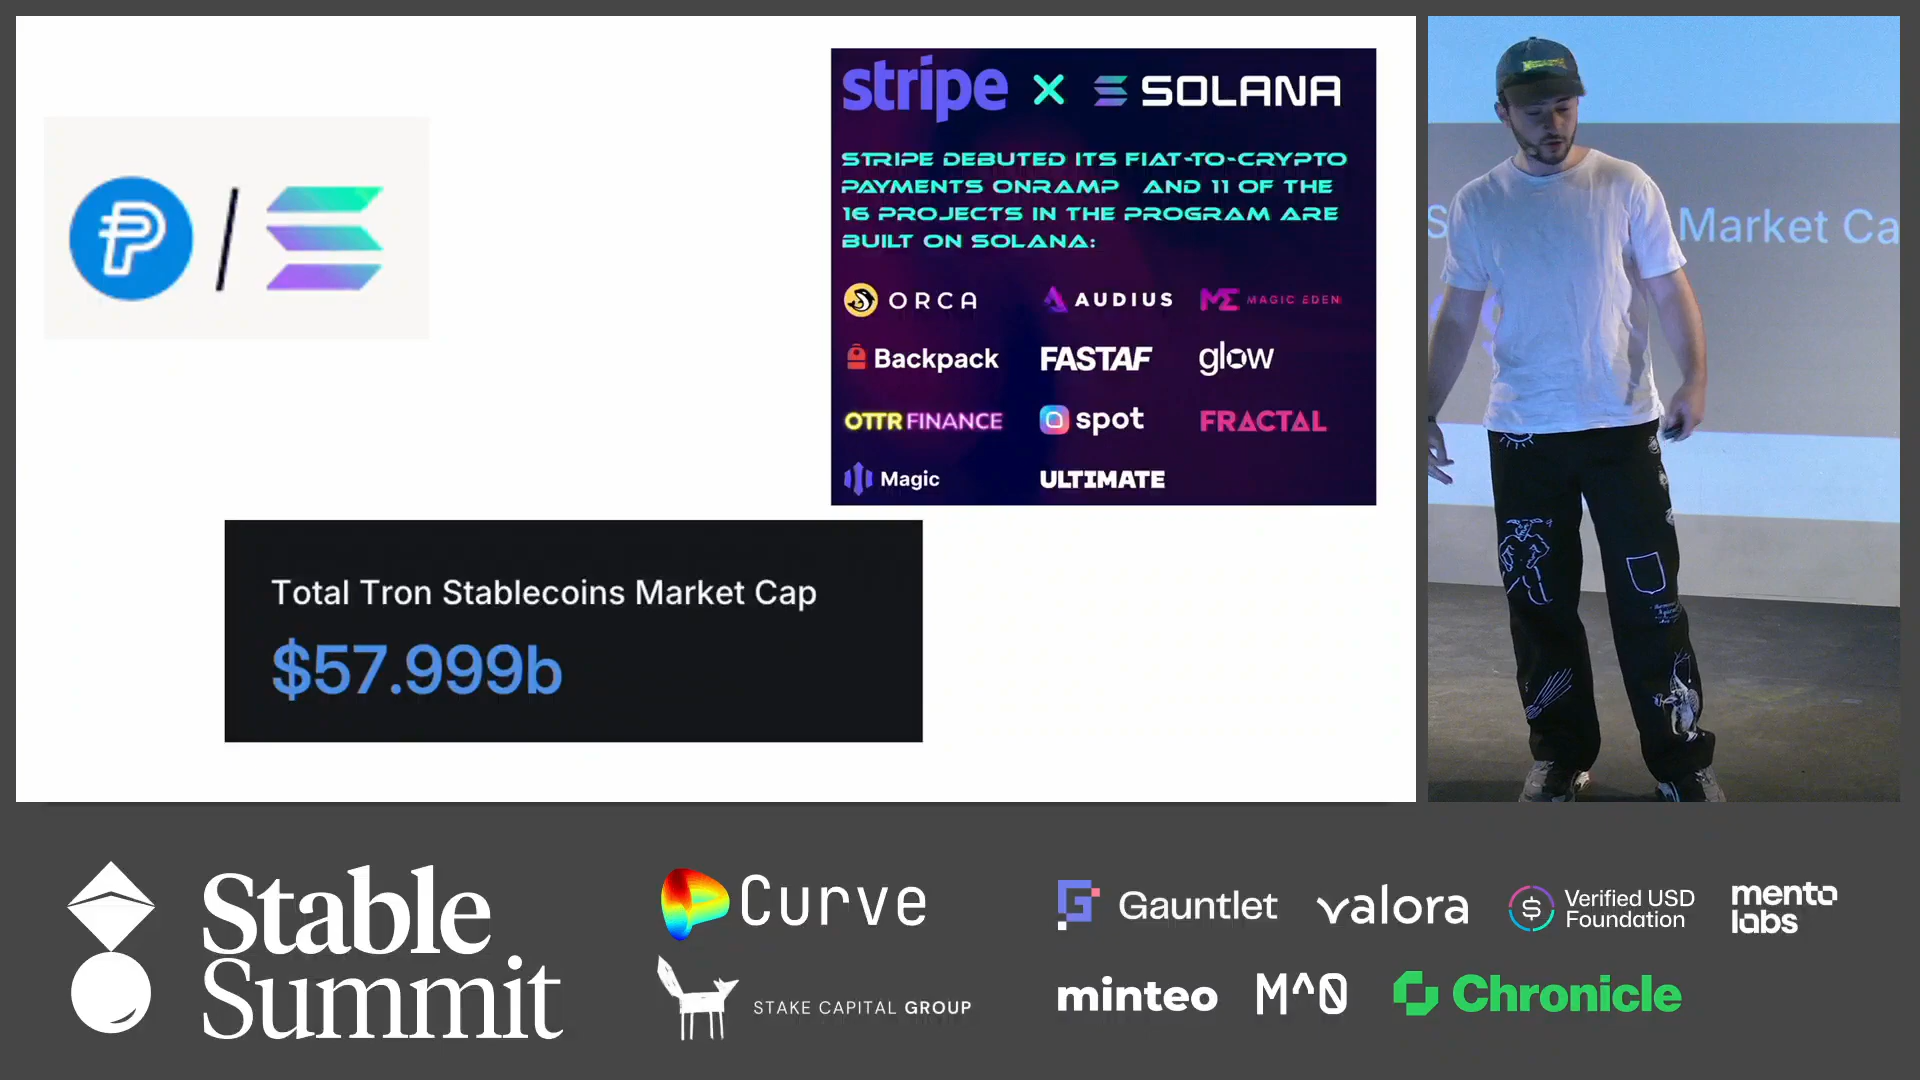 stripe X SOLANA
STRIPE DEBUTED ITS FIAT-TO-CRYPTO
PAYMENTS ONRAMP AND 11 OF THE
16 PROJECTS IN THE PROGRAM ARE
BUILT ON SOLANA:
ORCA AUDIUS MAGIC EDEN
Backpack FASTAF glow
OTTR FINANCE spot FRACTAL
Magic ULTIMATE
Total Tron Stablecoins Market Cap
$57.999b
S Market Ca
Stable
Summit
Curve
STAKE CAPITAL GROUP
Gauntlet valora Verified USD
Foundation
mento
labs
minteo M^0 Chronicle